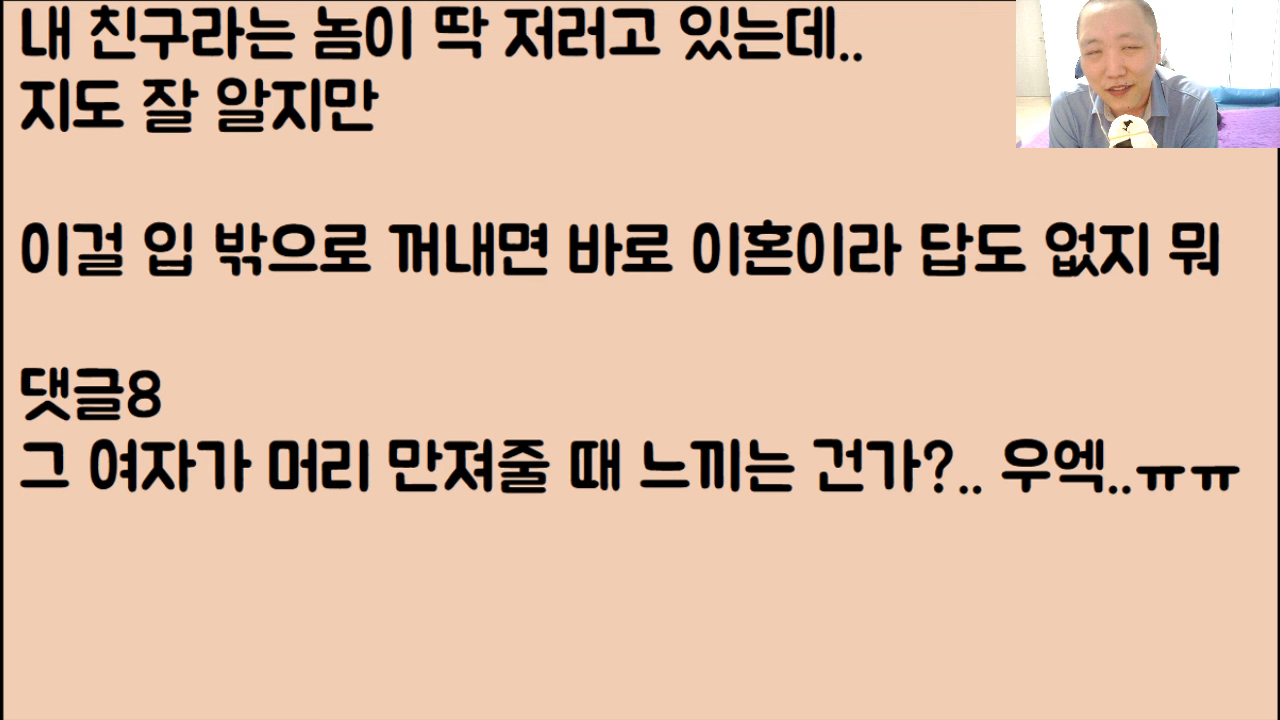 내 친구라는 놈이 딱 저러고 있는데..
지도 잘 알지만
이걸 입 밖으로 꺼내면 바로 이혼이라 답도 없지 뭐
댓글8
그 여자가 머리 만져줄 때 느끼는 건가?.. 우엑..ㅠㅠ